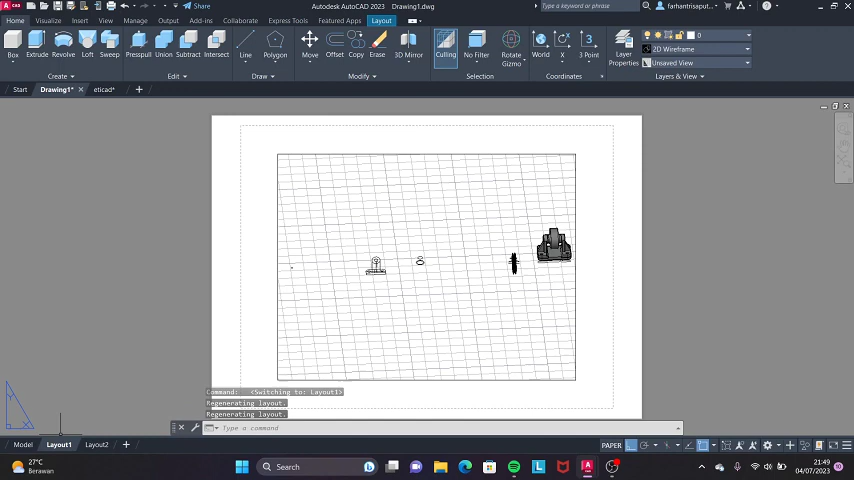 Share
Autodesk AutoCAD 2023 Drawing1.dwg
Type a keyword or phrase
farhantrisaput...
Home Visualize Insert View Manage Output Add-ins Collaborate Express Tools Featured Apps Layout
Box Extrude Revolve Loft Sweep
Presspull Union Subtract Intersect
Line Polygon
Move Offset Copy Erase 3D Mirror
Culling No Filter Rotate Gizmo
World X 3 Point
Layer Properties
0
2D Wireframe
Unsaved View
Create Edit Draw Modify Selection Coordinates Layers & View
Start Drawing1* eticad*
Command: <Switching to: Layout1>
Regenerating layout.
Regenerating layout.
Type a command
Y
X
Model Layout1 Layout2
PAPER
27°C
Berawan
Search
21:49
04/07/2023